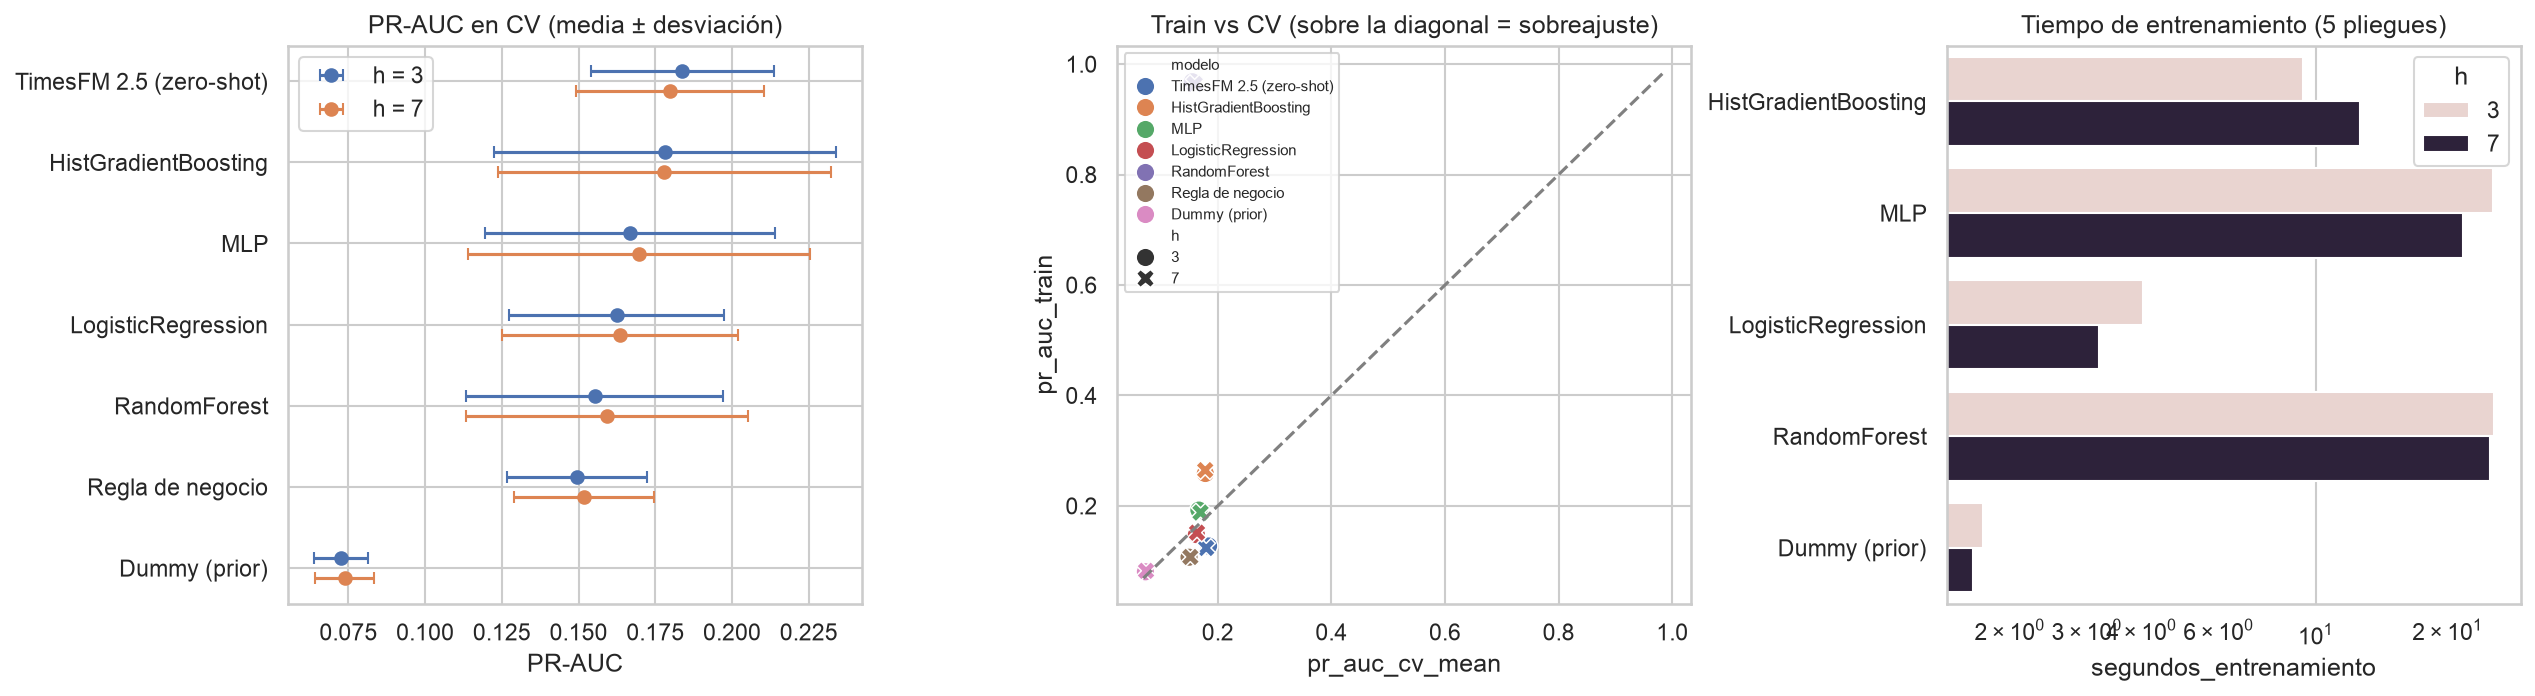 PR-AUC en CV (media ± desviación)
h = 3
h = 7
TimesFM 2.5 (zero-shot)
HistGradientBoosting
MLP
LogisticRegression
RandomForest
Regla de negocio
Dummy (prior)
0.075 0.100 0.125 0.150 0.175 0.200 0.225
PR-AUC
Train vs CV (sobre la diagonal = sobreajuste)
modelo
TimesFM 2.5 (zero-shot)
HistGradientBoosting
MLP
LogisticRegression
RandomForest
Regla de negocio
Dummy (prior)
h
3
7
pr_auc_train
1.0
0.8
0.6
0.4
0.2
0.2 0.4 0.6 0.8 1.0
pr_auc_cv_mean
Tiempo de entrenamiento (5 pliegues)
h
3
7
HistGradientBoosting
MLP
LogisticRegression
RandomForest
Dummy (prior)
2 × 10⁰ 3 × 10⁰ 4 × 10⁰ 6 × 10⁰ 10¹ 2 × 10¹
segundos_entrenamiento